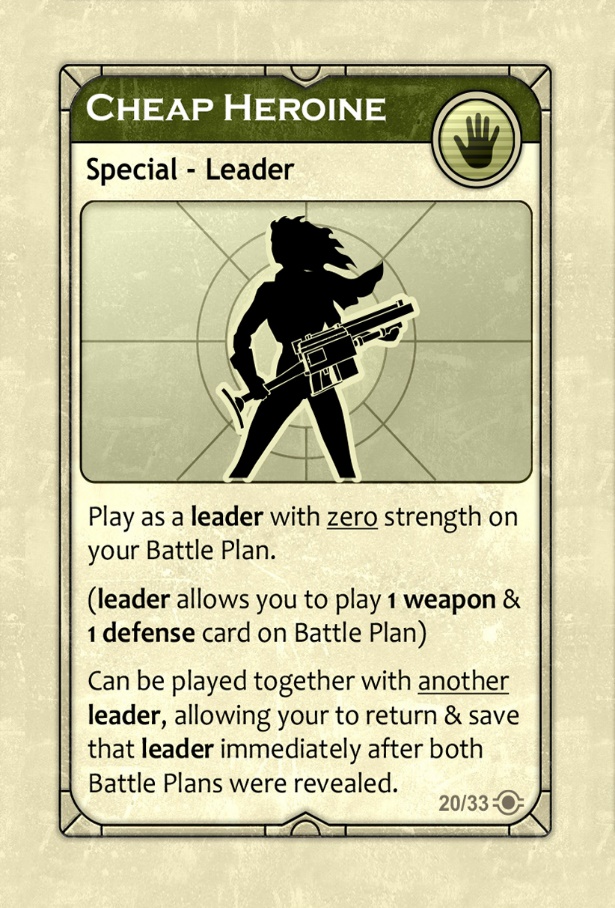 Cheap Heroine
Special - Leader
Play as a leader with zero strength on
your Battle Plan.
(leader allows you to play 1 weapon &
1 defense card on Battle Plan)
Can be played together with another
leader, allowing your to return & save
that leader immediately after both
Battle Plans were revealed.
20/33